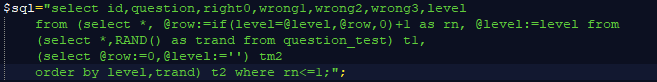 $sql="select id,question,right0,wrong1,wrong2,wrong3,level
from (select *, @row:=if(level=@level,@row,0)+1 as rn, @level:=level from
(select *,RAND() as trand from question_test) t1,
(select @row:=0,@level:='') tm2
order by level,trand) t2 where rn<=1;";